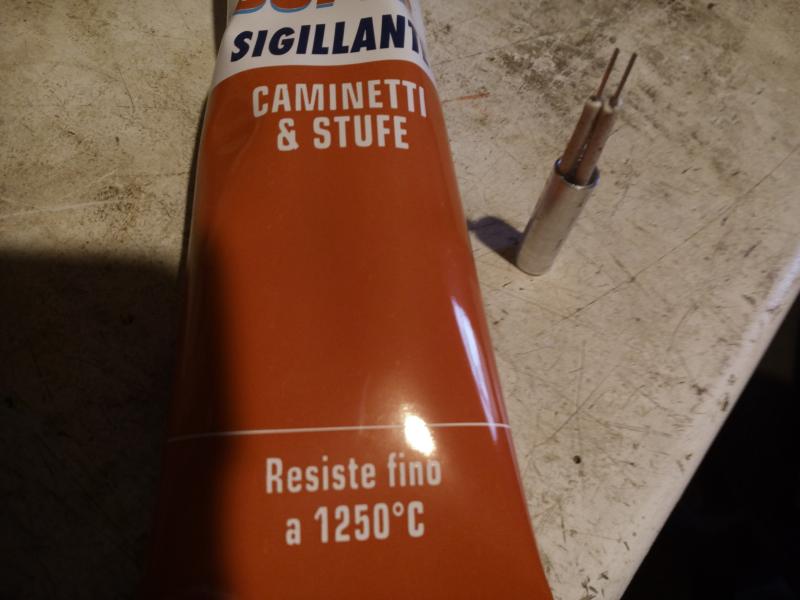 SIGILLANT
CAMINETTI
& STUFE
Resiste fino
a 1250°C